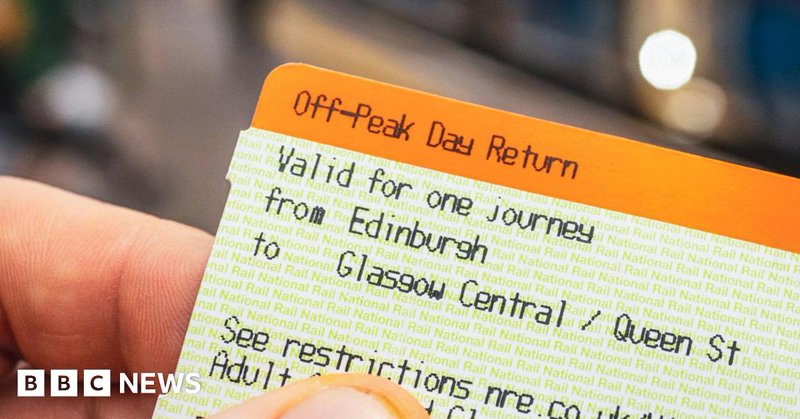 Off-Peak Day Return
Valid for one journey
from Edinburgh
to Glasgow Central / Queen St
See restrictions
Adult
BBC NEWS